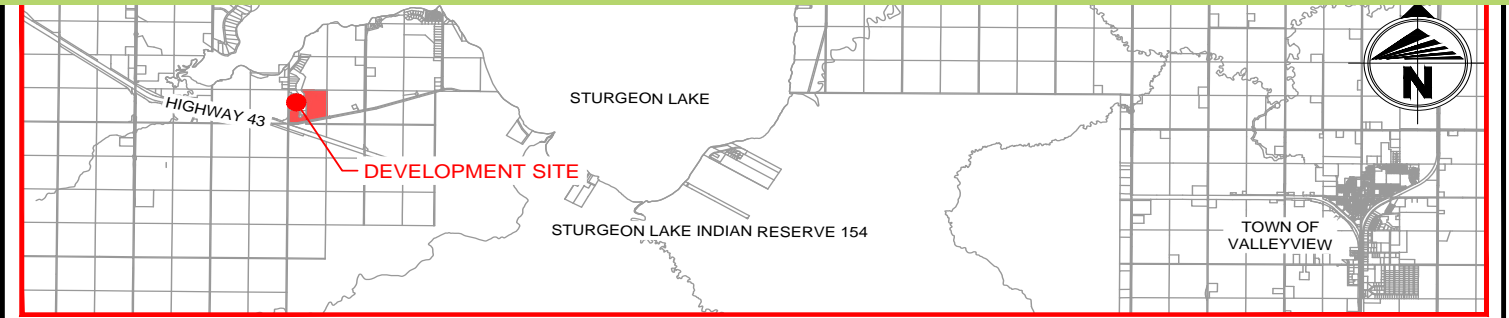 N
STURGEON LAKE
HIGHWAY 43
DEVELOPMENT SITE
STURGEON LAKE INDIAN RESERVE 154
TOWN OF
VALLEYVIEW